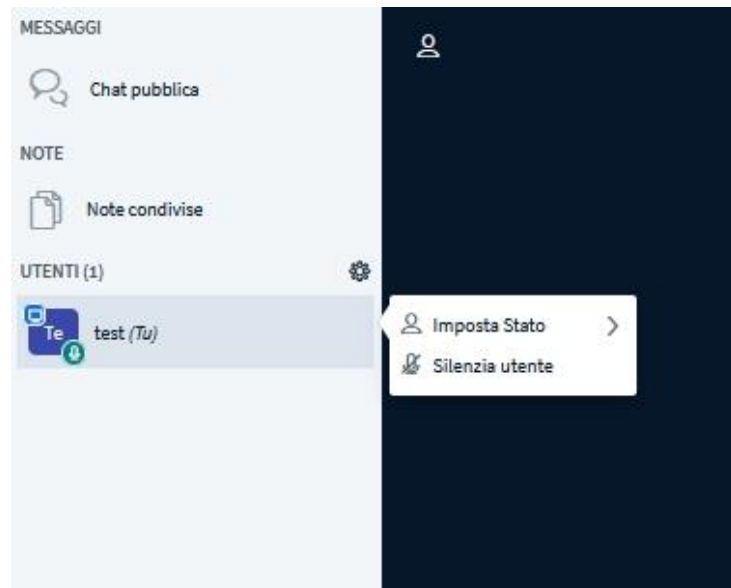 MESSAGGI
Chat pubblica
NOTE
Note condivise
UTENTI (1)
Te test (Tu)
Imposta Stato
Silenzia utente